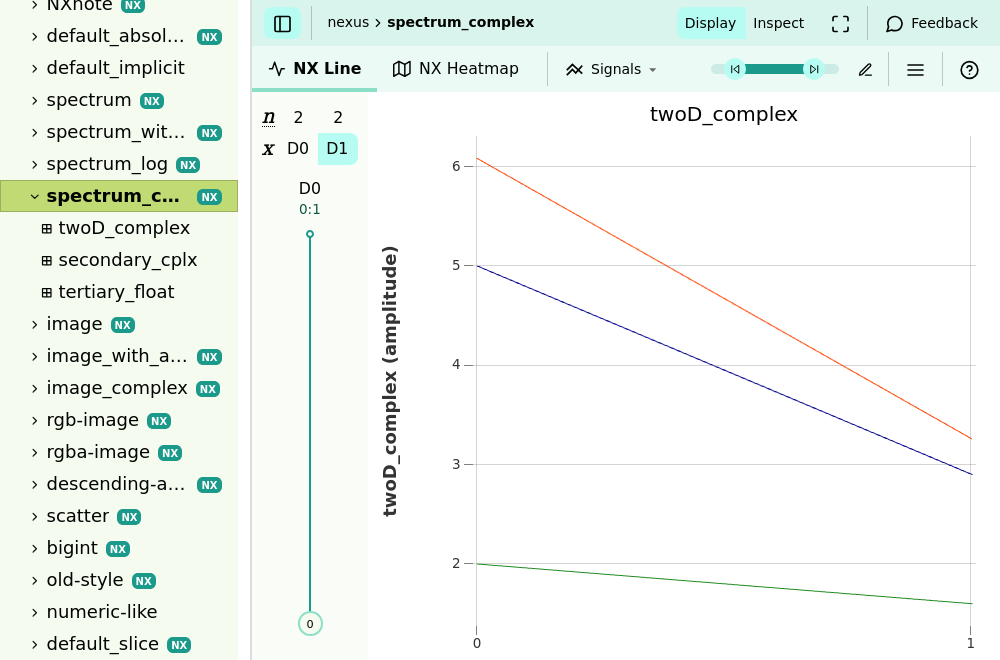 NXnote NX
default_absol... NX
default_implicit
spectrum NX
spectrum_wit... NX
spectrum_log NX
spectrum_c... NX
twoD_complex
secondary_cplx
tertiary_float
image NX
image_with_a... NX
image_complex NX
rgb-image NX
rgba-image NX
descending-a... NX
scatter NX
bigint NX
old-style NX
numeric-like
default_slice NX
nexus › spectrum_complex
Display Inspect Feedback
NX Line NX Heatmap Signals
n 2 2
x D0 D1
D0
0:1
0
twoD_complex
twoD_complex (amplitude)
6
5
4
3
2
0 1